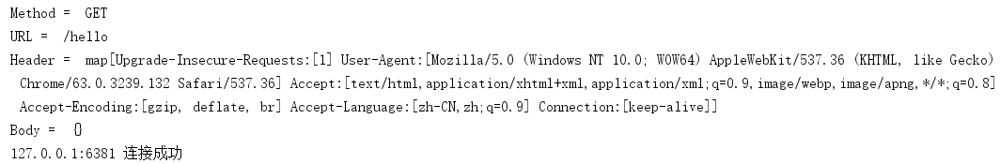 Method =  GET
URL =  /hello
Header =  map[Upgrade-Insecure-Requests:[1] User-Agent:[Mozilla/5.0 (Windows NT 10.0; WOW64) AppleWebKit/537.36 (KHTML, like Gecko)
Chrome/63.0.3239.132 Safari/537.36] Accept:[text/html,application/xhtml+xml,application/xml;q=0.9,image/webp,image/apng,*/*;q=0.8]
Accept-Encoding:[gzip, deflate, br] Accept-Language:[zh-CN,zh;q=0.9] Connection:[keep-alive]]
Body =  {}
127.0.0.1:6381 连接成功